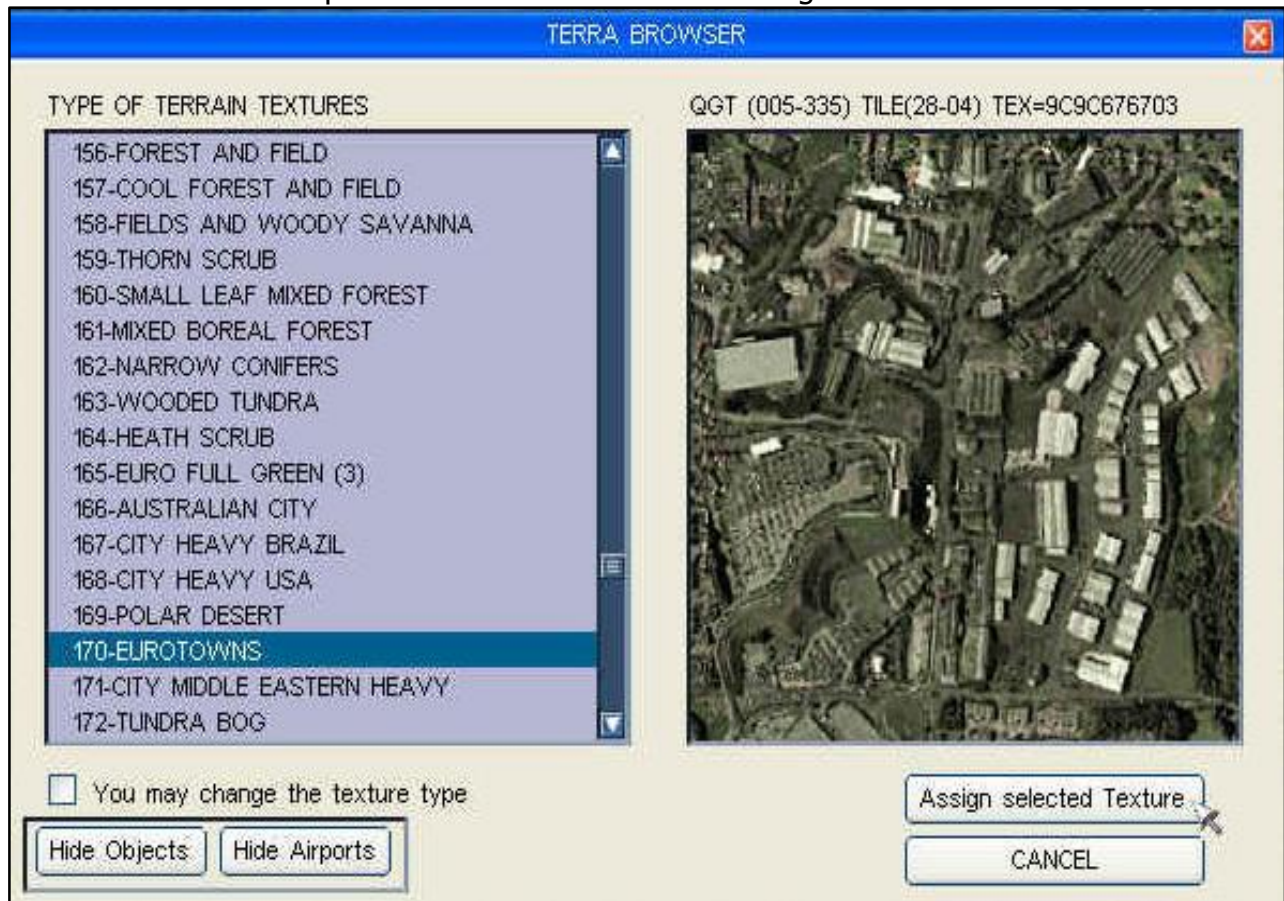 TERRA BROWSER
TYPE OF TERRAIN TEXTURES
QGT (005-335) TILE(28-04) TEX=9C9C676703
156-FOREST AND FIELD
157-COOL FOREST AND FIELD
158-FIELDS AND WOODY SAVANNA
159-THORN SCRUB
160-SMALL LEAF MIXED FOREST
161-MIXED BOREAL FOREST
162-NARROW CONIFERS
163-WOODED TUNDRA
164-HEATH SCRUB
165-EURO FULL GREEN (3)
166-AUSTRALIAN CITY
167-CITY HEAVY BRAZIL
168-CITY HEAVY USA
169-POLAR DESERT
170-EUROTOWNS
171-CITY MIDDLE EASTERN HEAVY
172-TUNDRA BOG
You may change the texture type
Assign selected Texture
Hide Objects
Hide Airports
CANCEL